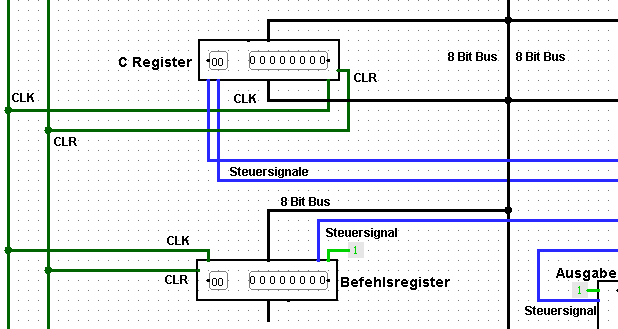 8 Bit Bus
8 Bit Bus
C Register
00
00000000
CLR
CLK
CLK
CLR
Steuersignale
8 Bit Bus
Steuersignal
CLK
1
CLR
00
00000000
Befehlsregister
Ausgabe
1
Steuersignal